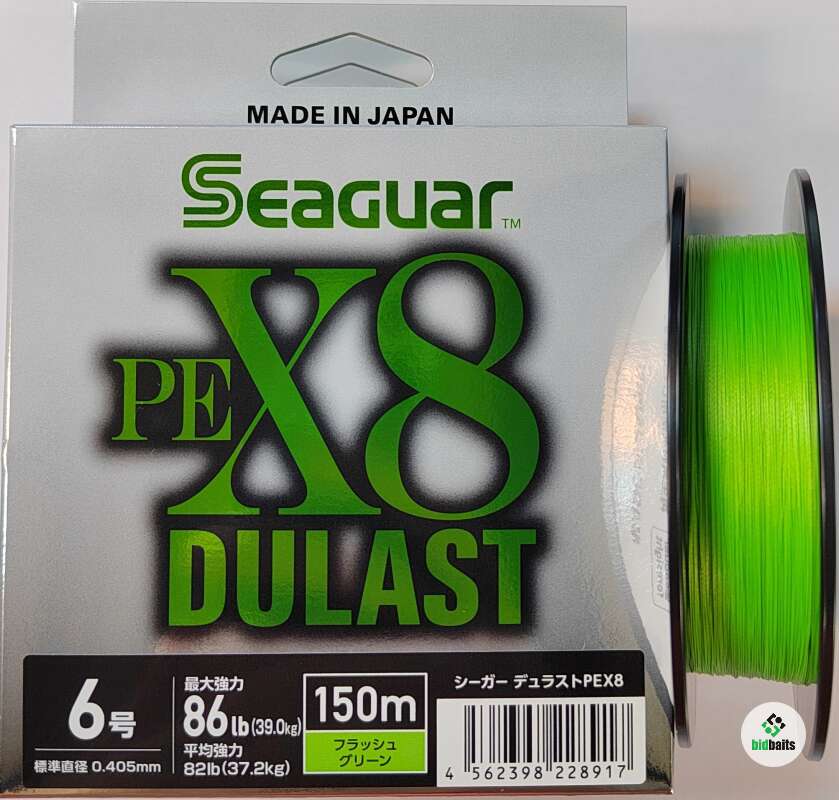 MADE IN JAPAN
Seaguar™
PE X8
DULAST
6号
標準直径 0.405mm
最大強力
86lb(39.0kg)
平均強力
82lb(37.2kg)
150m
フラッシュ
グリーン
シーガー デュラストPEX8
4 562398 228917
bidbaits